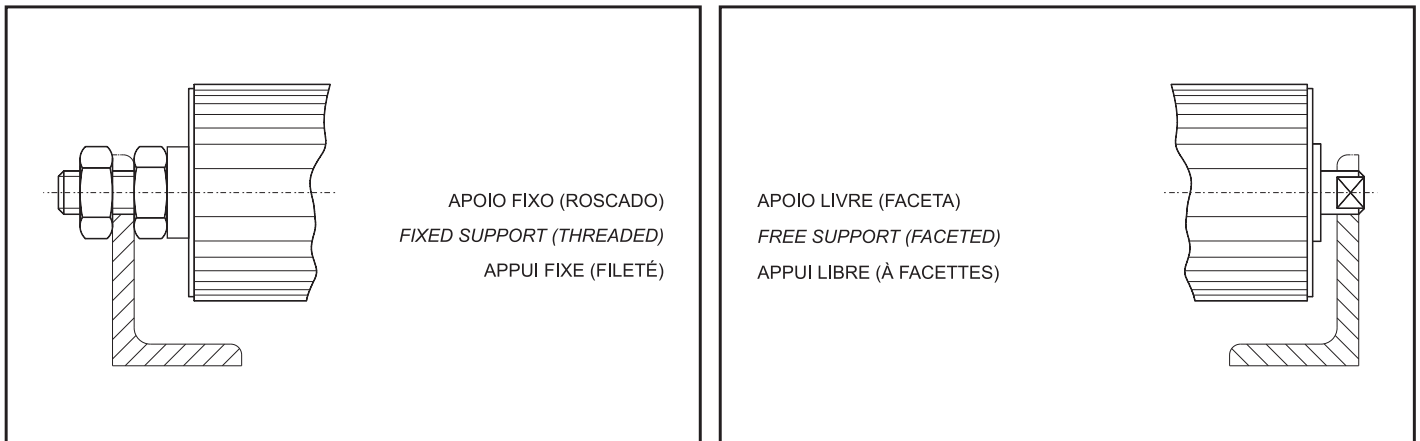 APOIO FIXO (ROSCADO)
FIXED SUPPORT (THREADED)
APPUI FIXE (FILETÉ)
APOIO LIVRE (FACETA)
FREE SUPPORT (FACETED)
APPUI LIBRE (À FACETTES)